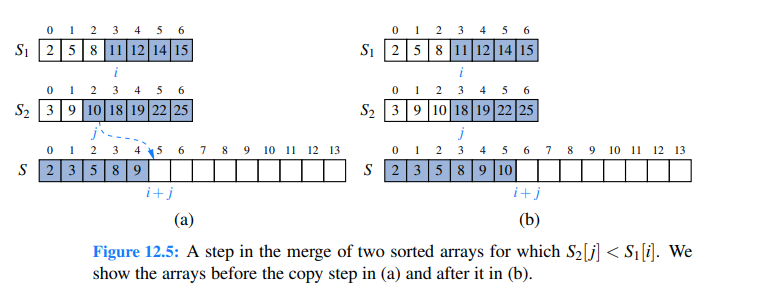 0 1 2 3 4 5 6
S₁ 2 5 8 11 12 14 15
i
0 1 2 3 4 5 6
S₂ 3 9 10 18 19 22 25
j
0 1 2 3 4 5 6 7 8 9 10 11 12 13
S 2 3 5 8 9
i + j
(a)
0 1 2 3 4 5 6
S₁ 2 5 8 11 12 14 15
i
0 1 2 3 4 5 6
S₂ 3 9 10 18 19 22 25
j
0 1 2 3 4 5 6 7 8 9 10 11 12 13
S 2 3 5 8 9 10
i + j
(b)
Figure 12.5: A step in the merge of two sorted arrays for which S₂[j] < S₁[i]. We
show the arrays before the copy step in (a) and after it in (b).